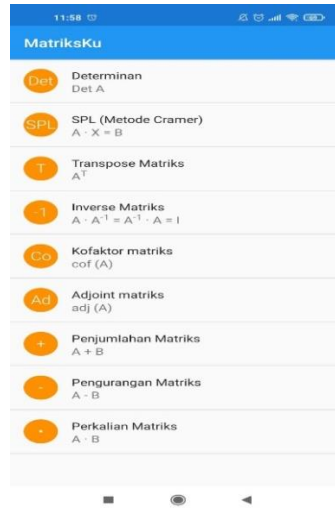 11:58
MatriksKu
Det
Determinan
Det A
SPL
SPL (Metode Cramer)
A · X = B
T
Transpose Matriks
Aᵀ
-1
Inverse Matriks
A · A⁻¹ = A⁻¹ · A = I
Co
Kofaktor matriks
cof (A)
Ad
Adjoint matriks
adj (A)
+
Penjumlahan Matriks
A + B
-
Pengurangan Matriks
A - B
·
Perkalian Matriks
A · B